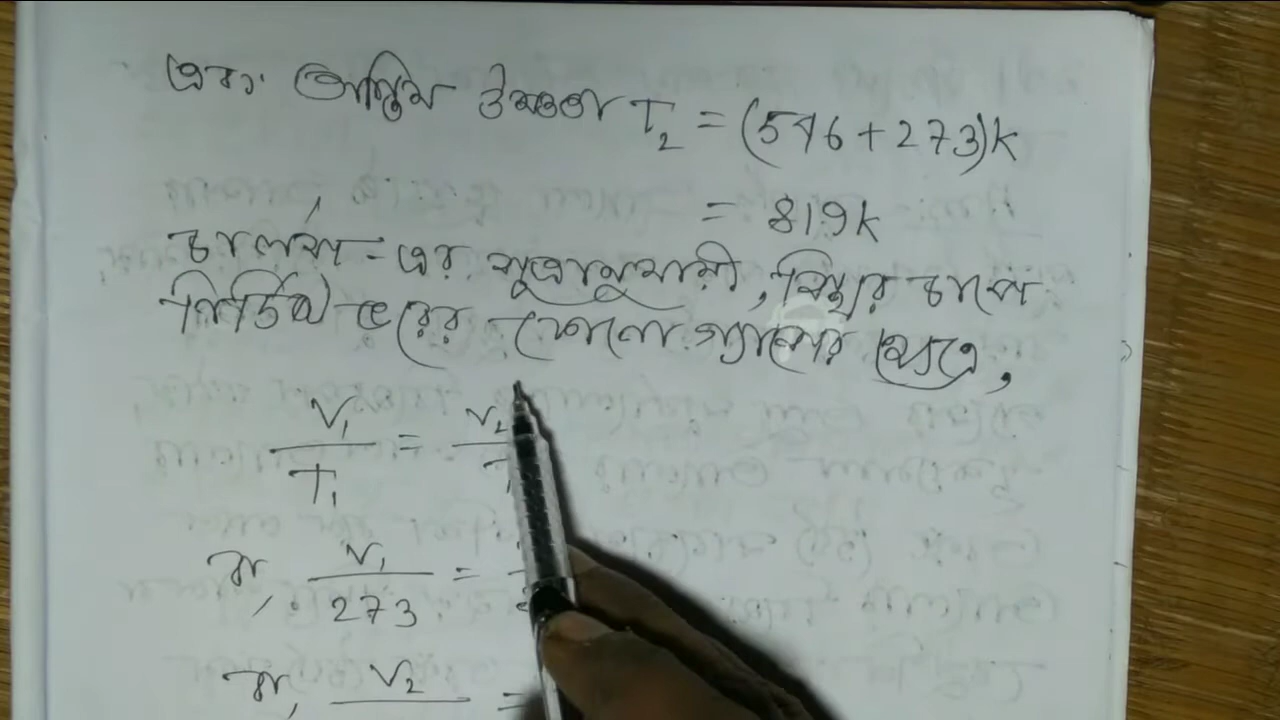 এবং অন্তিম উষ্ণতা T₂ = (546+273)k
= 819k
চার্লস-এর সূত্রানুযায়ী, স্থির চাপে
নির্দিষ্ট ভরের কোনো গ্যাসের ক্ষেত্রে,
V₁/T₁ = V₂/T
বা, V₁/273 =
বা, V₂ =